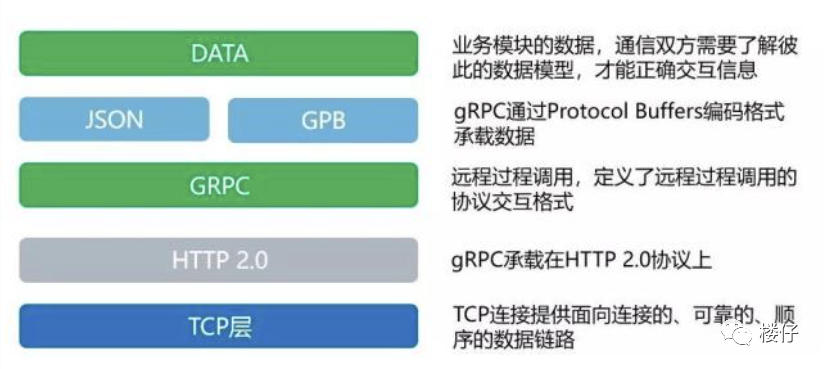 DATA
业务模块的数据，通信双方需要了解彼
此的数据模型，才能正确交互信息
JSON
GPB
gRPC通过Protocol Buffers编码格式
承载数据
GRPC
远程过程调用，定义了远程过程调用的
协议交互格式
HTTP 2.0
gRPC承载在HTTP 2.0协议上
TCP层
TCP连接提供面向连接的、可靠的、顺
序的数据链路
楼仔